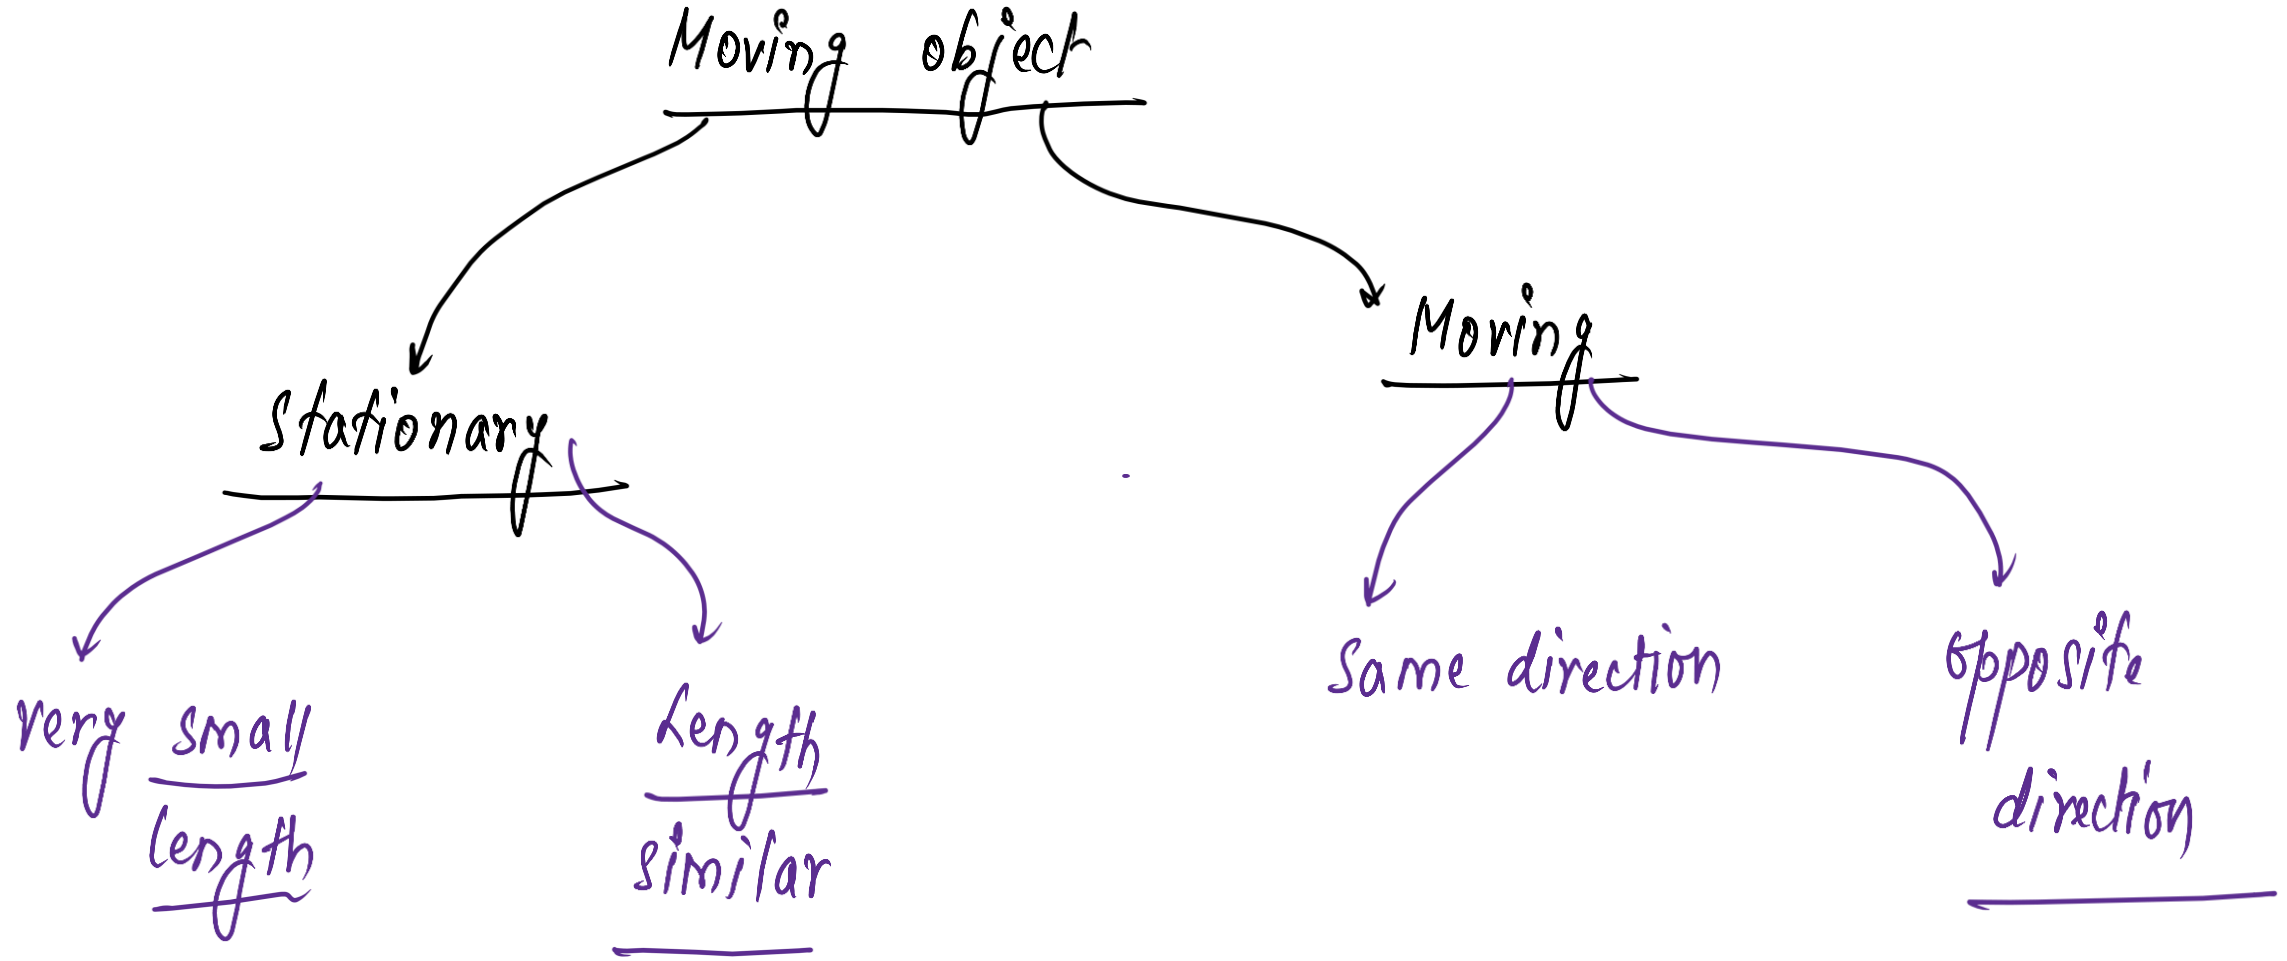 Moving object
Moving
Stationary
Same direction
opposite
direction
very small
length
Length
similar